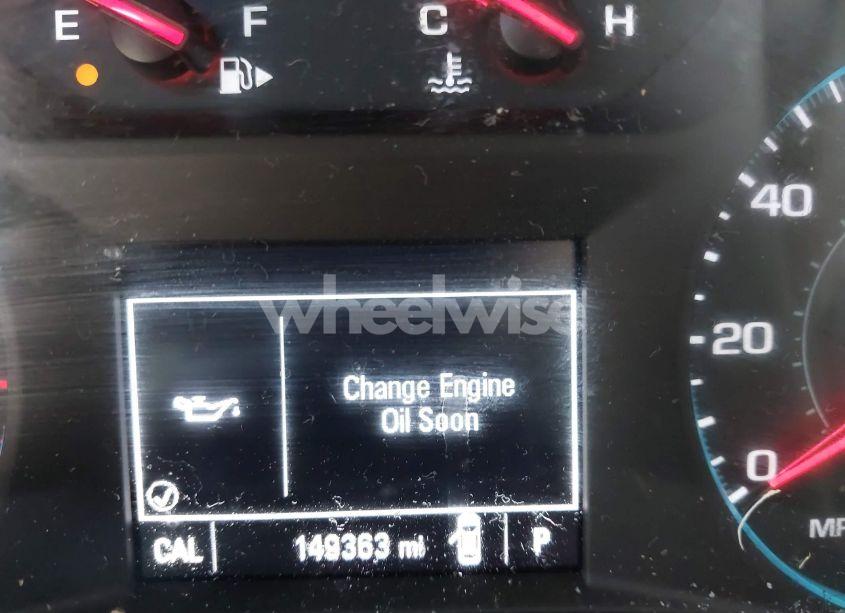 E F
C H
40
20
0
wheelwise
Change Engine
Oil Soon
CAL 149363 mi P